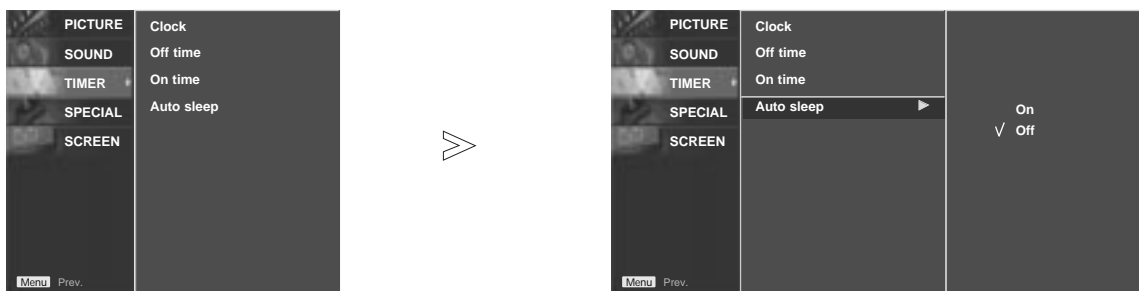 PICTURE
SOUND
TIMER
SPECIAL
SCREEN
Clock
Off time
On time
Auto sleep
Menu Prev.
PICTURE
SOUND
TIMER
SPECIAL
SCREEN
Clock
Off time
On time
Auto sleep
On
√ Off
Menu Prev.